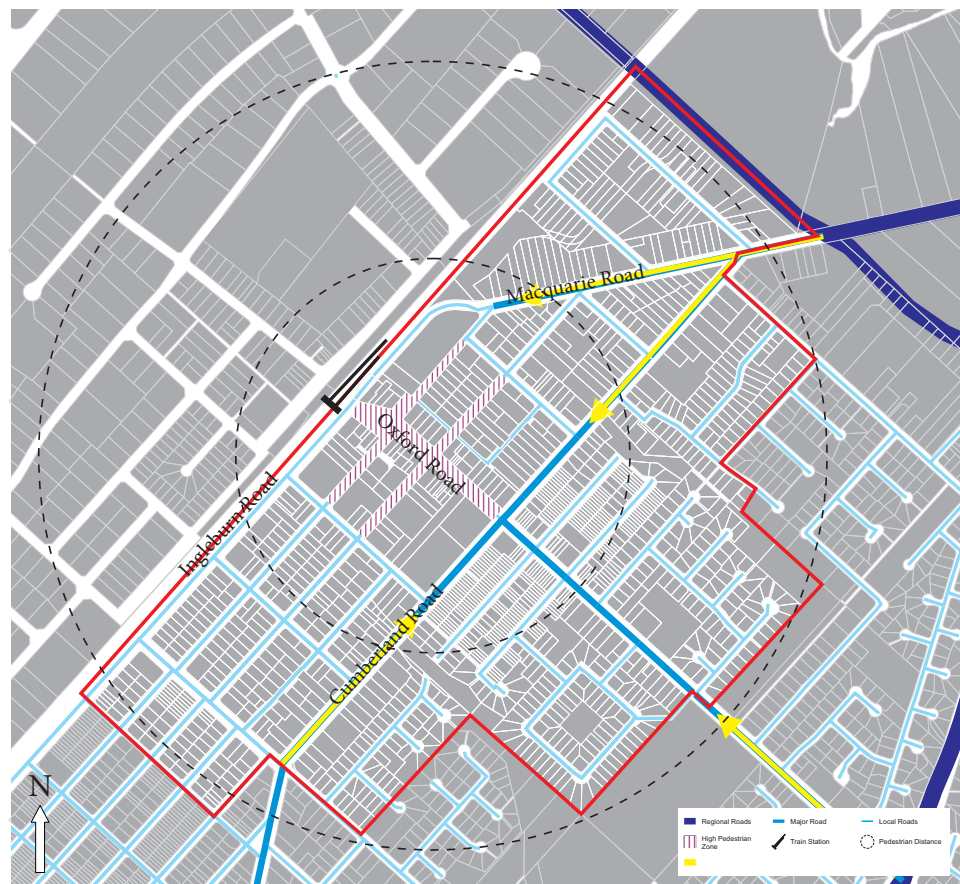 Macquarie Road
Oxford Road
Ingleburn Road
Cumberland Road
N
Regional Roads
Major Road
Local Roads
High Pedestrian
Zone
Train Station
Pedestrian Distance